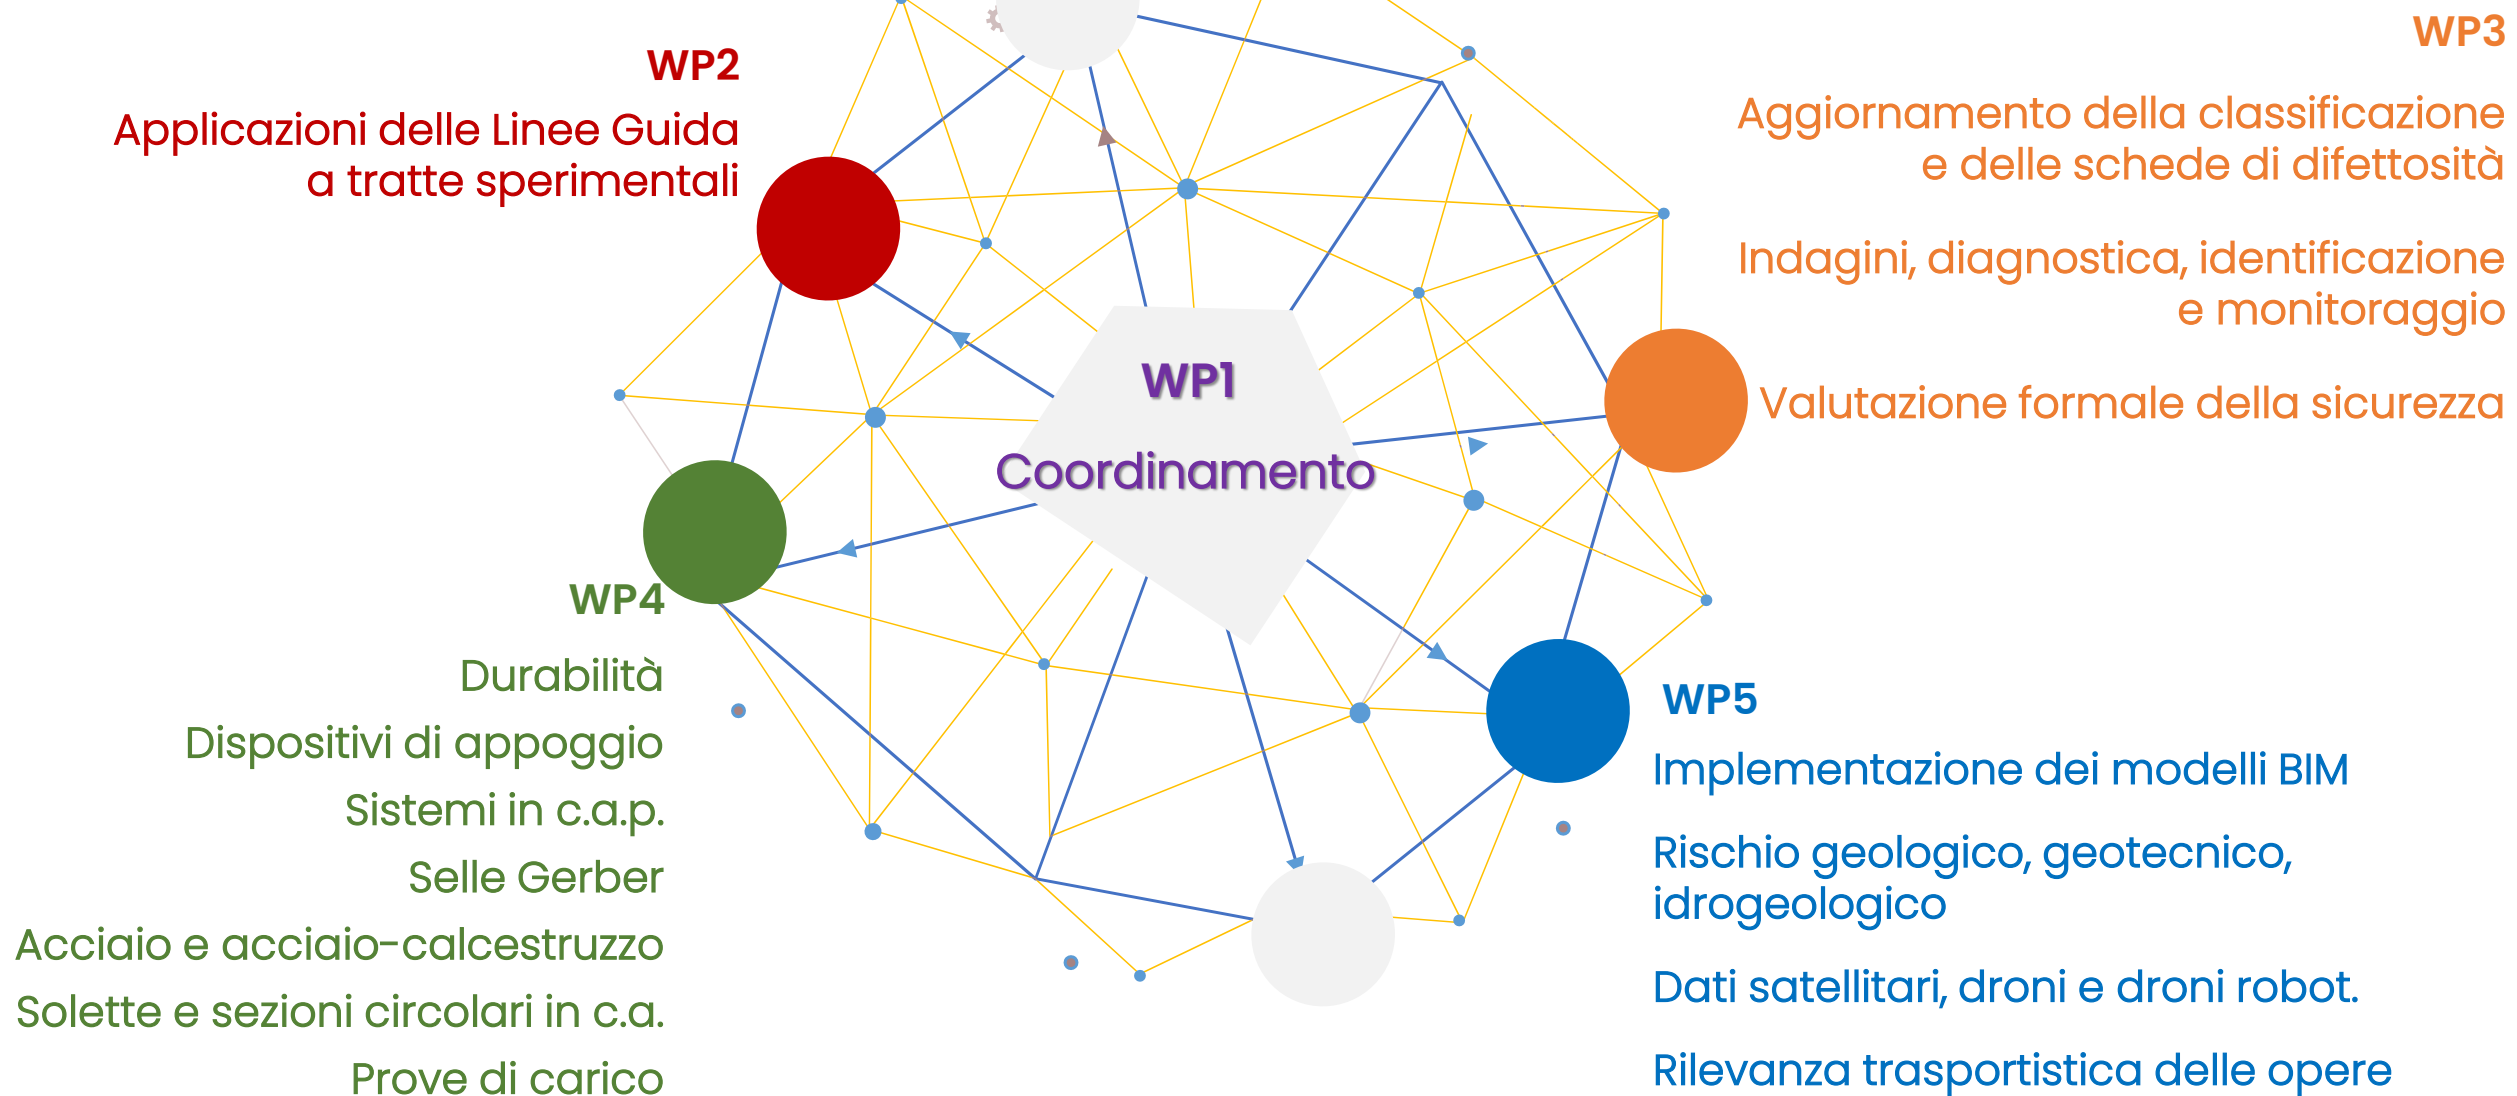 WP2
Applicazioni delle Linee Guida
a tratte sperimentali
WP3
Aggiornamento della classificazione
e delle schede di difettosità
Indagini, diagnostica, identificazione
e monitoraggio
Valutazione formale della sicurezza
WP1
Coordinamento
WP4
Durabilità
Dispositivi di appoggio
Sistemi in c.a.p.
Selle Gerber
Acciaio e acciaio-calcestruzzo
Solette e sezioni circolari in c.a.
Prove di carico
WP5
Implementazione dei modelli BIM
Rischio geologico, geotecnico,
idrogeologico
Dati satellitari, droni e droni robot.
Rilevanza trasportistica delle opere